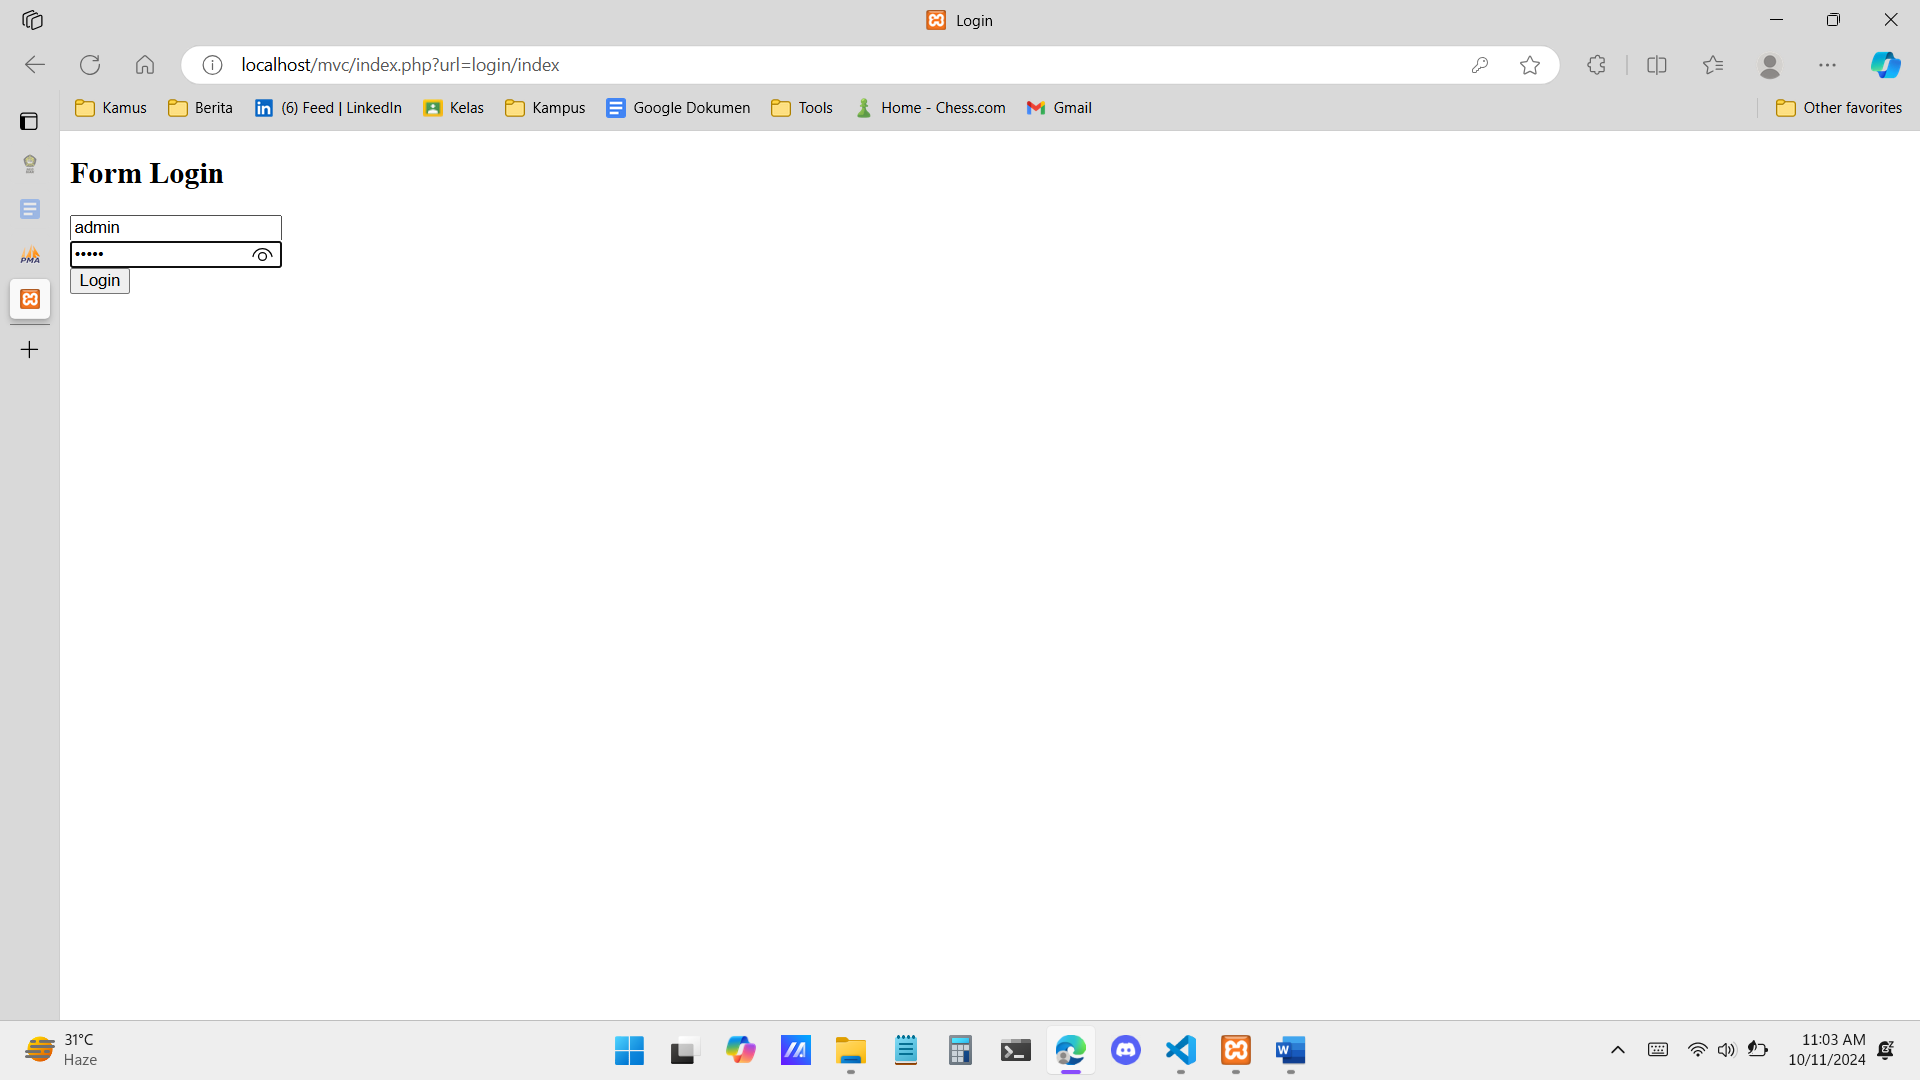 Login
localhost/mvc/index.php?url=login/index
Kamus Berita (6) Feed | LinkedIn Kelas Kampus Google Dokumen Tools Home - Chess.com Gmail Other favorites
PMA
Form Login
admin
•••••
Login
31°C
Haze
11:03 AM
10/11/2024